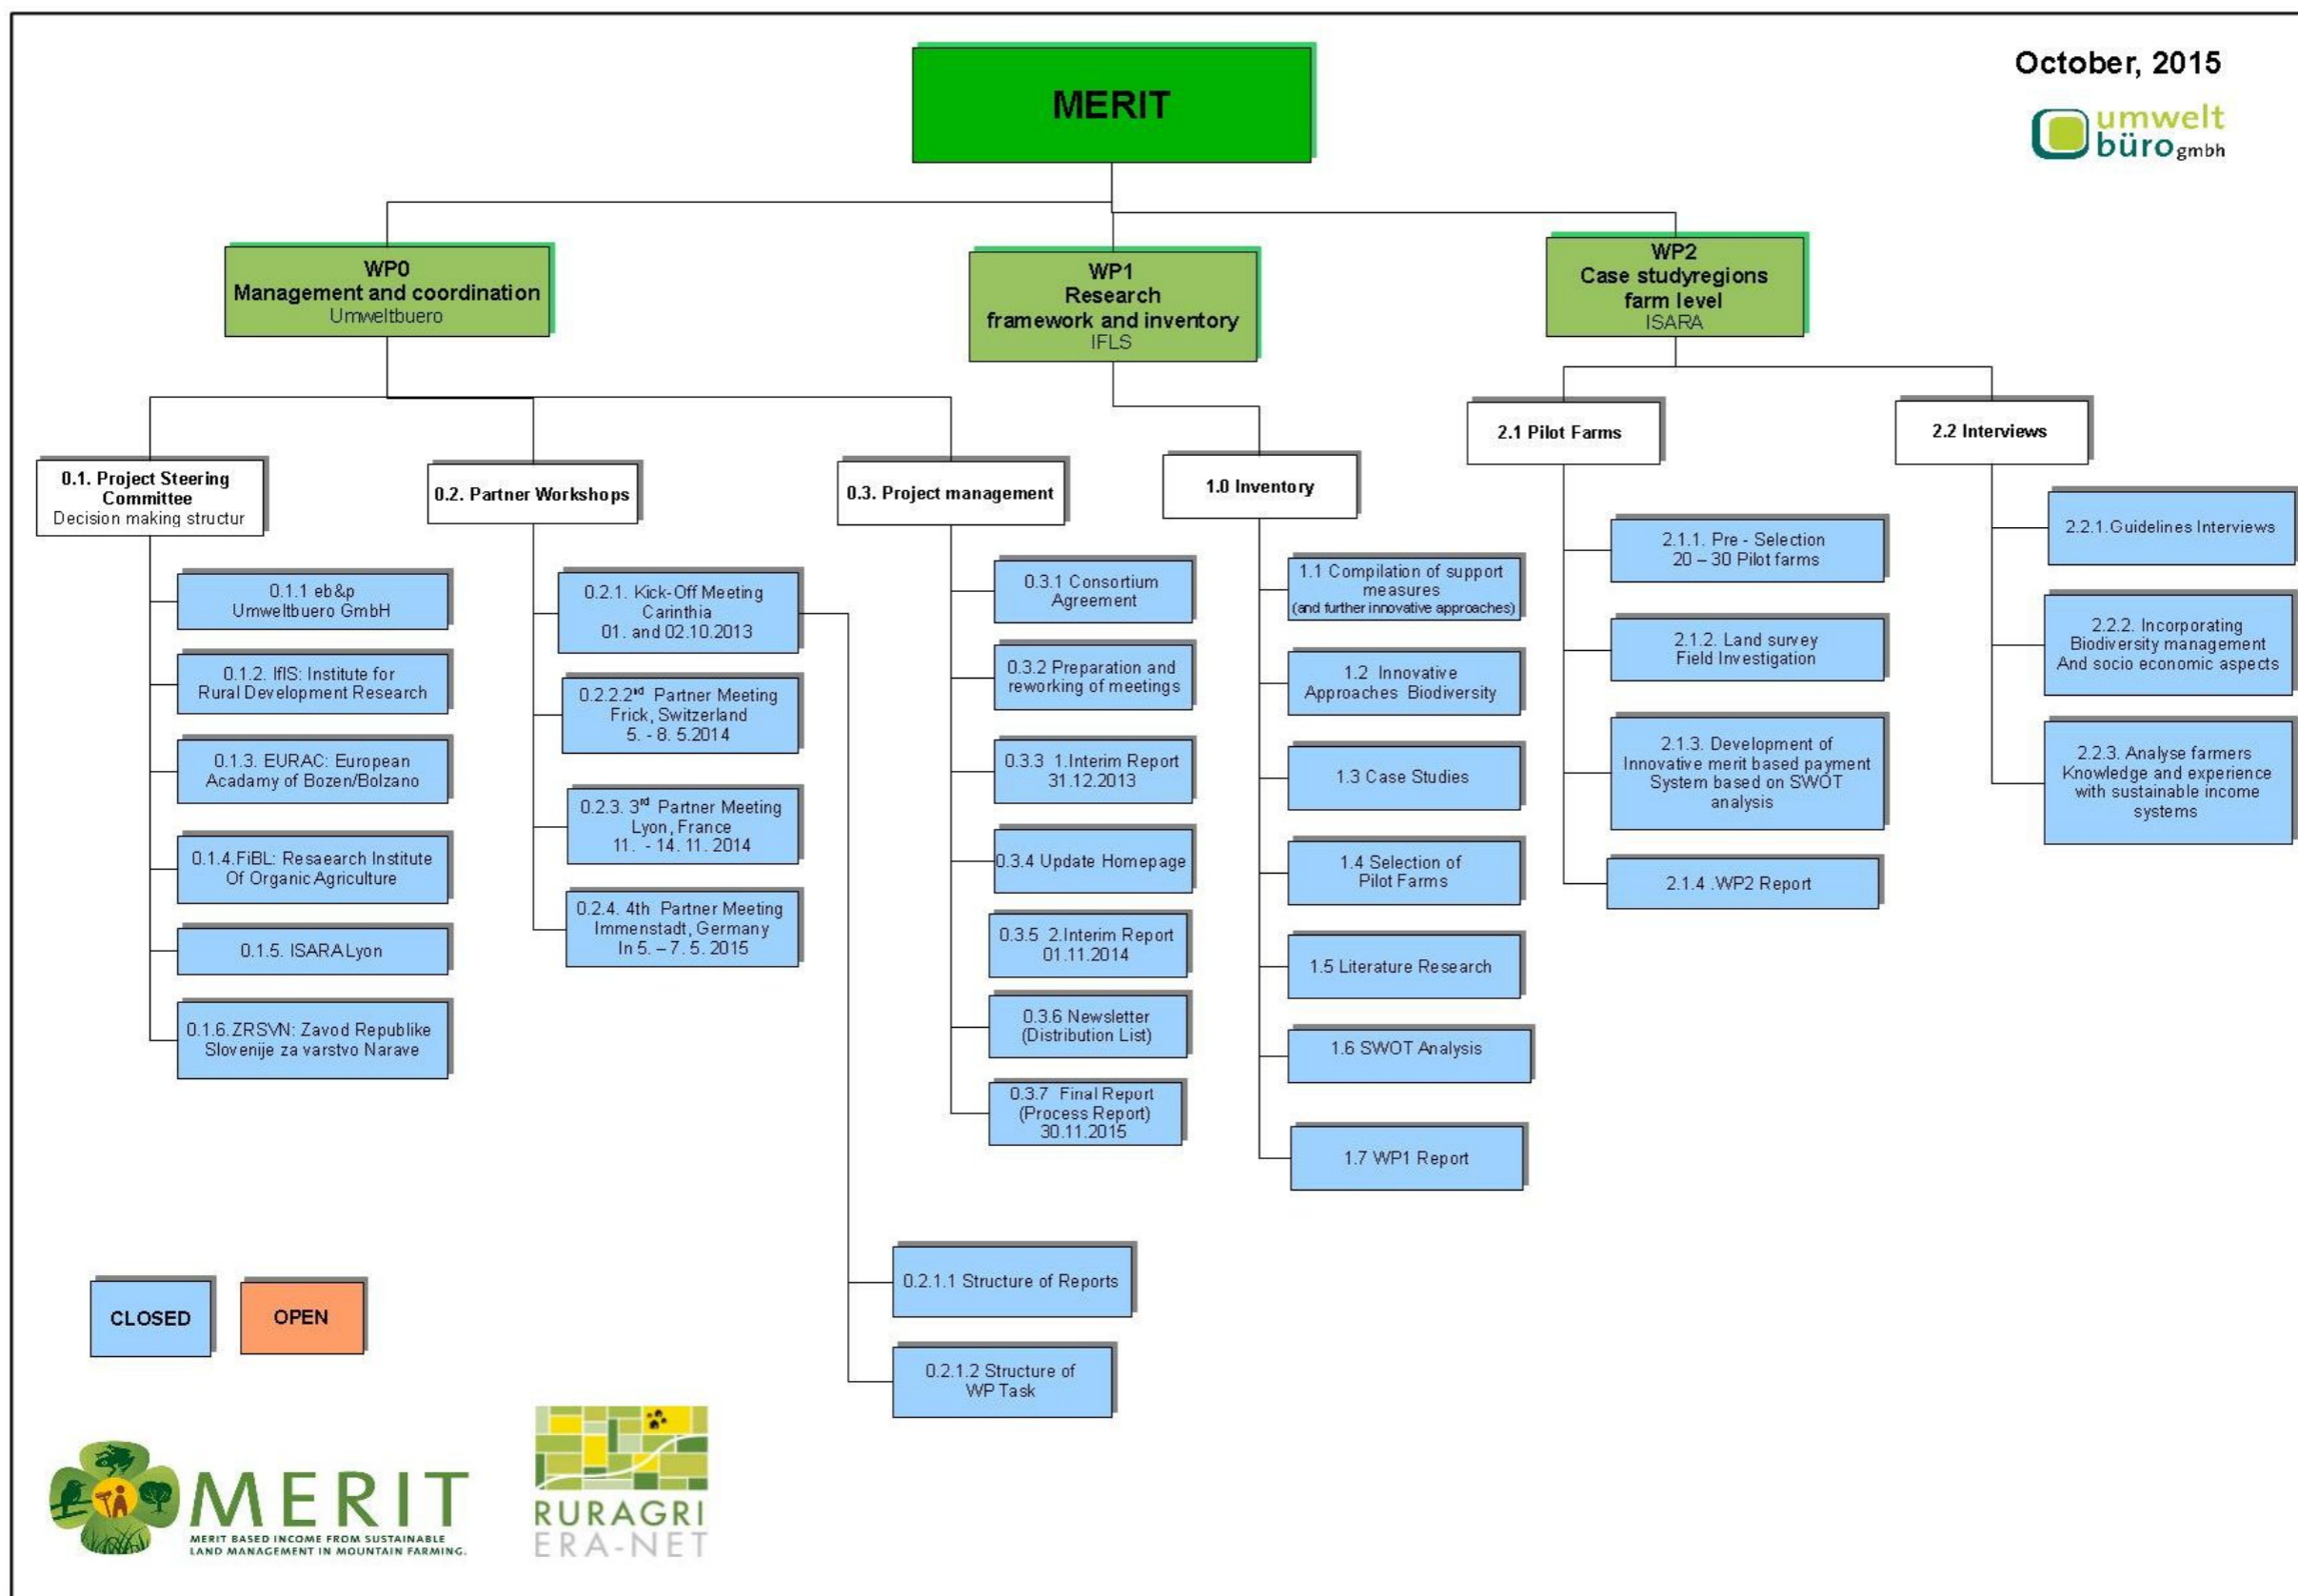 October, 2015
umwelt
büro gmbh
MERIT
WP0
Management and coordination
Umweltbuero
WP1
Research
framework and inventory
IFLS
WP2
Case studyregions
farm level
ISARA
0.1. Project Steering
Committee
Decision making structur
0.2. Partner Workshops
0.3. Project management
1.0 Inventory
2.1 Pilot Farms
2.2 Interviews
0.1.1 eb&p
Umweltbuero GmbH
0.1.2. IflS: Institute for
Rural Development Research
0.1.3. EURAC: European
Acadamy of Bozen/Bolzano
0.1.4.FiBL: Resaearch Institute
Of Organic Agriculture
0.1.5. ISARA Lyon
0.1.6.ZRSVN: Zavod Republike
Slovenije za varstvo Narave
0.2.1. Kick-Off Meeting
Carinthia
01. and 02.10.2013
0.2.2.2nd Partner Meeting
Frick, Switzerland
5. - 8. 5.2014
0.2.3. 3rd Partner Meeting
Lyon, France
11. - 14. 11. 2014
0.2.4. 4th Partner Meeting
Immenstadt, Germany
In 5. – 7. 5. 2015
0.3.1 Consortium
Agreement
0.3.2 Preparation and
reworking of meetings
0.3.3 1.Interim Report
31.12.2013
0.3.4 Update Homepage
0.3.5 2.Interim Report
01.11.2014
0.3.6 Newsletter
(Distribution List)
0.3.7 Final Report
(Process Report)
30.11.2015
1.1 Compilation of support
measures
(and further innovative approaches)
1.2 Innovative
Approaches Biodiversity
1.3 Case Studies
1.4 Selection of
Pilot Farms
1.5 Literature Research
1.6 SWOT Analysis
1.7 WP1 Report
2.1.1. Pre - Selection
20 – 30 Pilot farms
2.1.2. Land survey
Field Investigation
2.1.3. Development of
Innovative merit based payment
System based on SWOT
analysis
2.1.4 .WP2 Report
2.2.1.Guidelines Interviews
2.2.2. Incorporating
Biodiversity management
And socio economic aspects
2.2.3. Analyse farmers
Knowledge and experience
with sustainable income
systems
0.2.1.1 Structure of Reports
0.2.1.2 Structure of
WP Task
CLOSED
OPEN
MERIT
MERIT BASED INCOME FROM SUSTAINABLE
LAND MANAGEMENT IN MOUNTAIN FARMING.
RURAGRI
ERA-NET